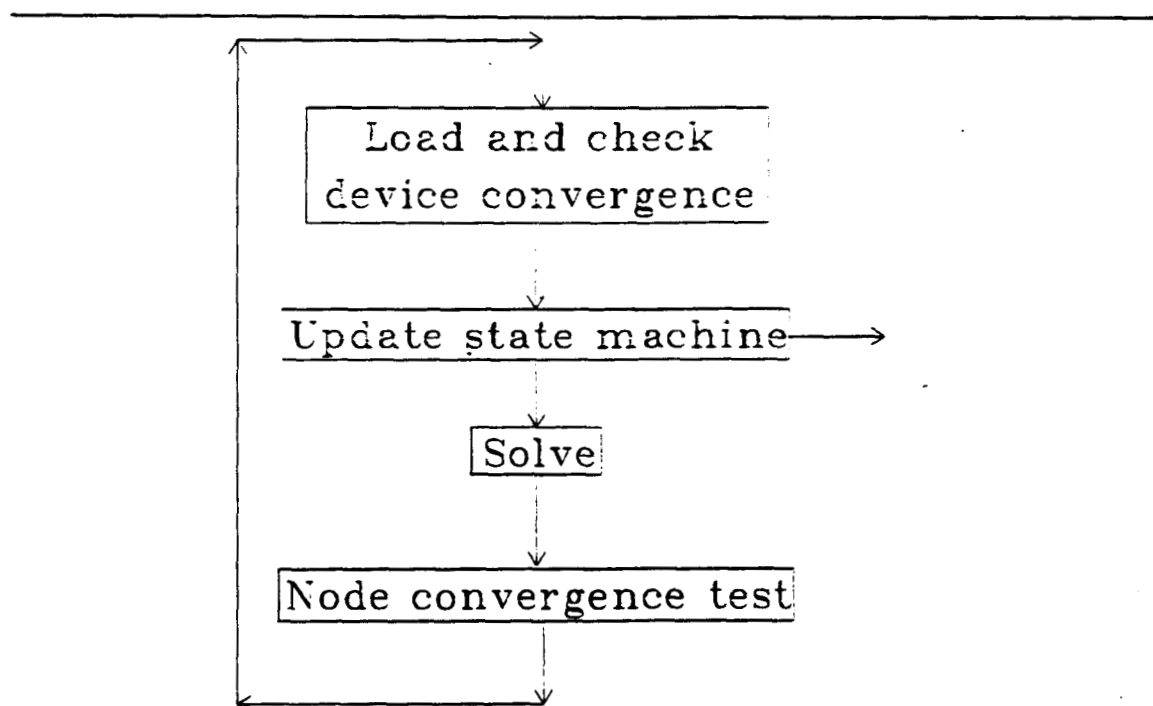 Load and check
device convergence
Update state machine
Solve
Node convergence test